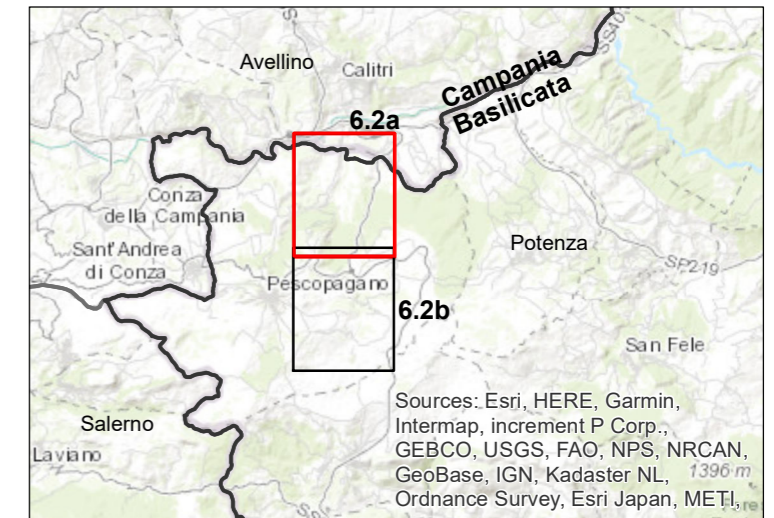 SS40
Avellino
Calitri
Campania
Basilicata
6.2a
Conza
della Campania
Sant'Andrea
di Conza
Potenza
SP219
Pescopagano
6.2b
San Fele
Sources: Esri, HERE, Garmin,
Intermap, increment P Corp.,
GEBCO, USGS, FAO, NPS, NRCAN,
GeoBase, IGN, Kadaster NL,
Ordnance Survey, Esri Japan, METI,
1396 m
Salerno
Laviano